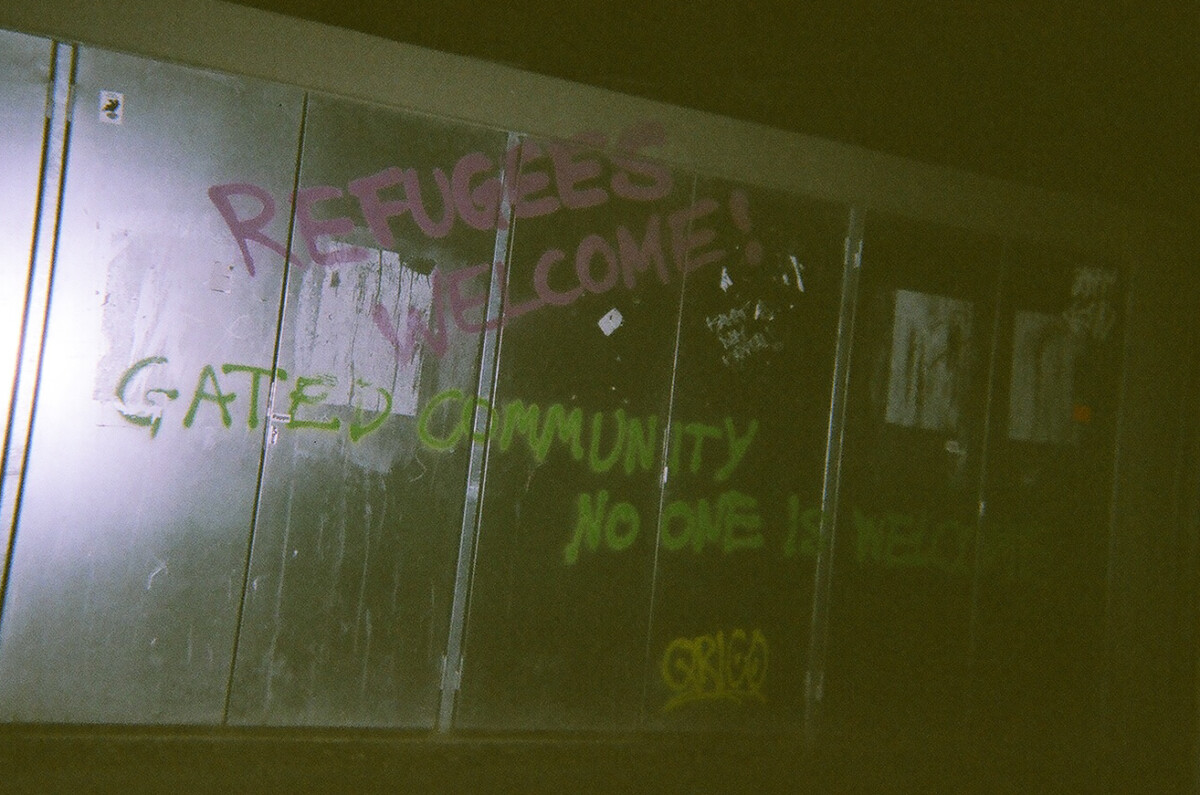 REFUGEES
WELCOME!
GATED COMMUNITY
NO ONE IS WELCOME